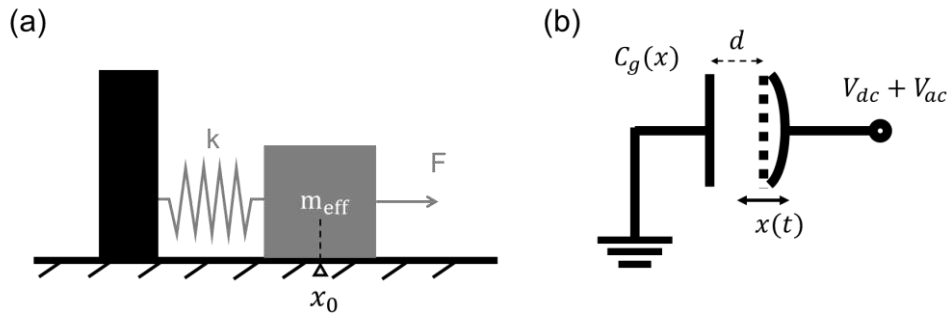 (a)
k
m_eff
F
x_0
(b)
C_g(x)
d
V_dc + V_ac
x(t)